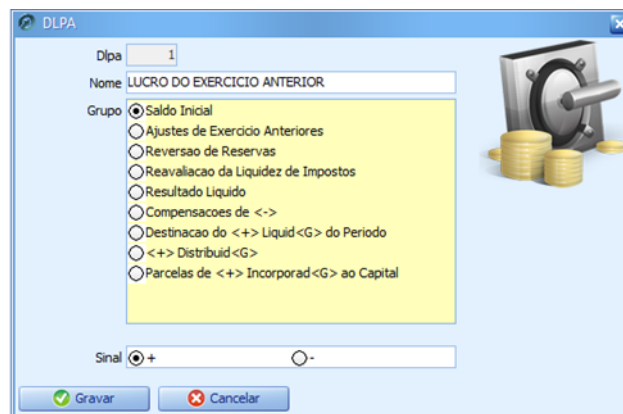 DLPA
Dlpa 1
Nome LUCRO DO EXERCICIO ANTERIOR
Grupo Saldo Inicial
Ajustes de Exercicio Anteriores
Reversao de Reservas
Reavaliacao da Liquidez de Impostos
Resultado Liquido
Compensacoes de <->
Destinacao do <+> Liquid<G> do Periodo
<+> Distribuid<G>
Parcelas de <+> Incorporad<G> ao Capital
Sinal + -
Gravar Cancelar